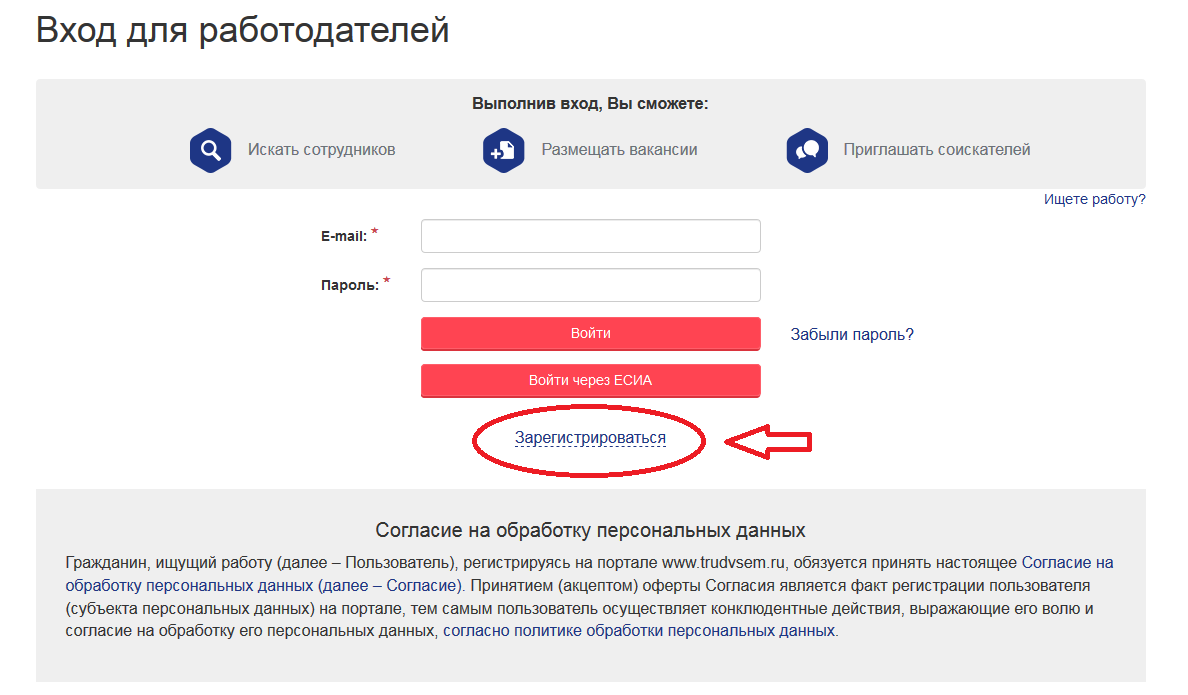 Вход для работодателей
Выполнив вход, Вы сможете:
Искать сотрудников
Размещать вакансии
Приглашать соискателей
Ищете работу?
E-mail: *
Пароль: *
Войти
Забыли пароль?
Войти через ЕСИА
Зарегистрироваться
Согласие на обработку персональных данных
Гражданин, ищущий работу (далее – Пользователь), регистрируясь на портале www.trudvsem.ru, обязуется принять настоящее Согласие на
обработку персональных данных (далее – Согласие). Принятием (акцептом) оферты Согласия является факт регистрации пользователя
(субъекта персональных данных) на портале, тем самым пользователь осуществляет конклюдентные действия, выражающие его волю и
согласие на обработку его персональных данных, согласно политике обработки персональных данных.